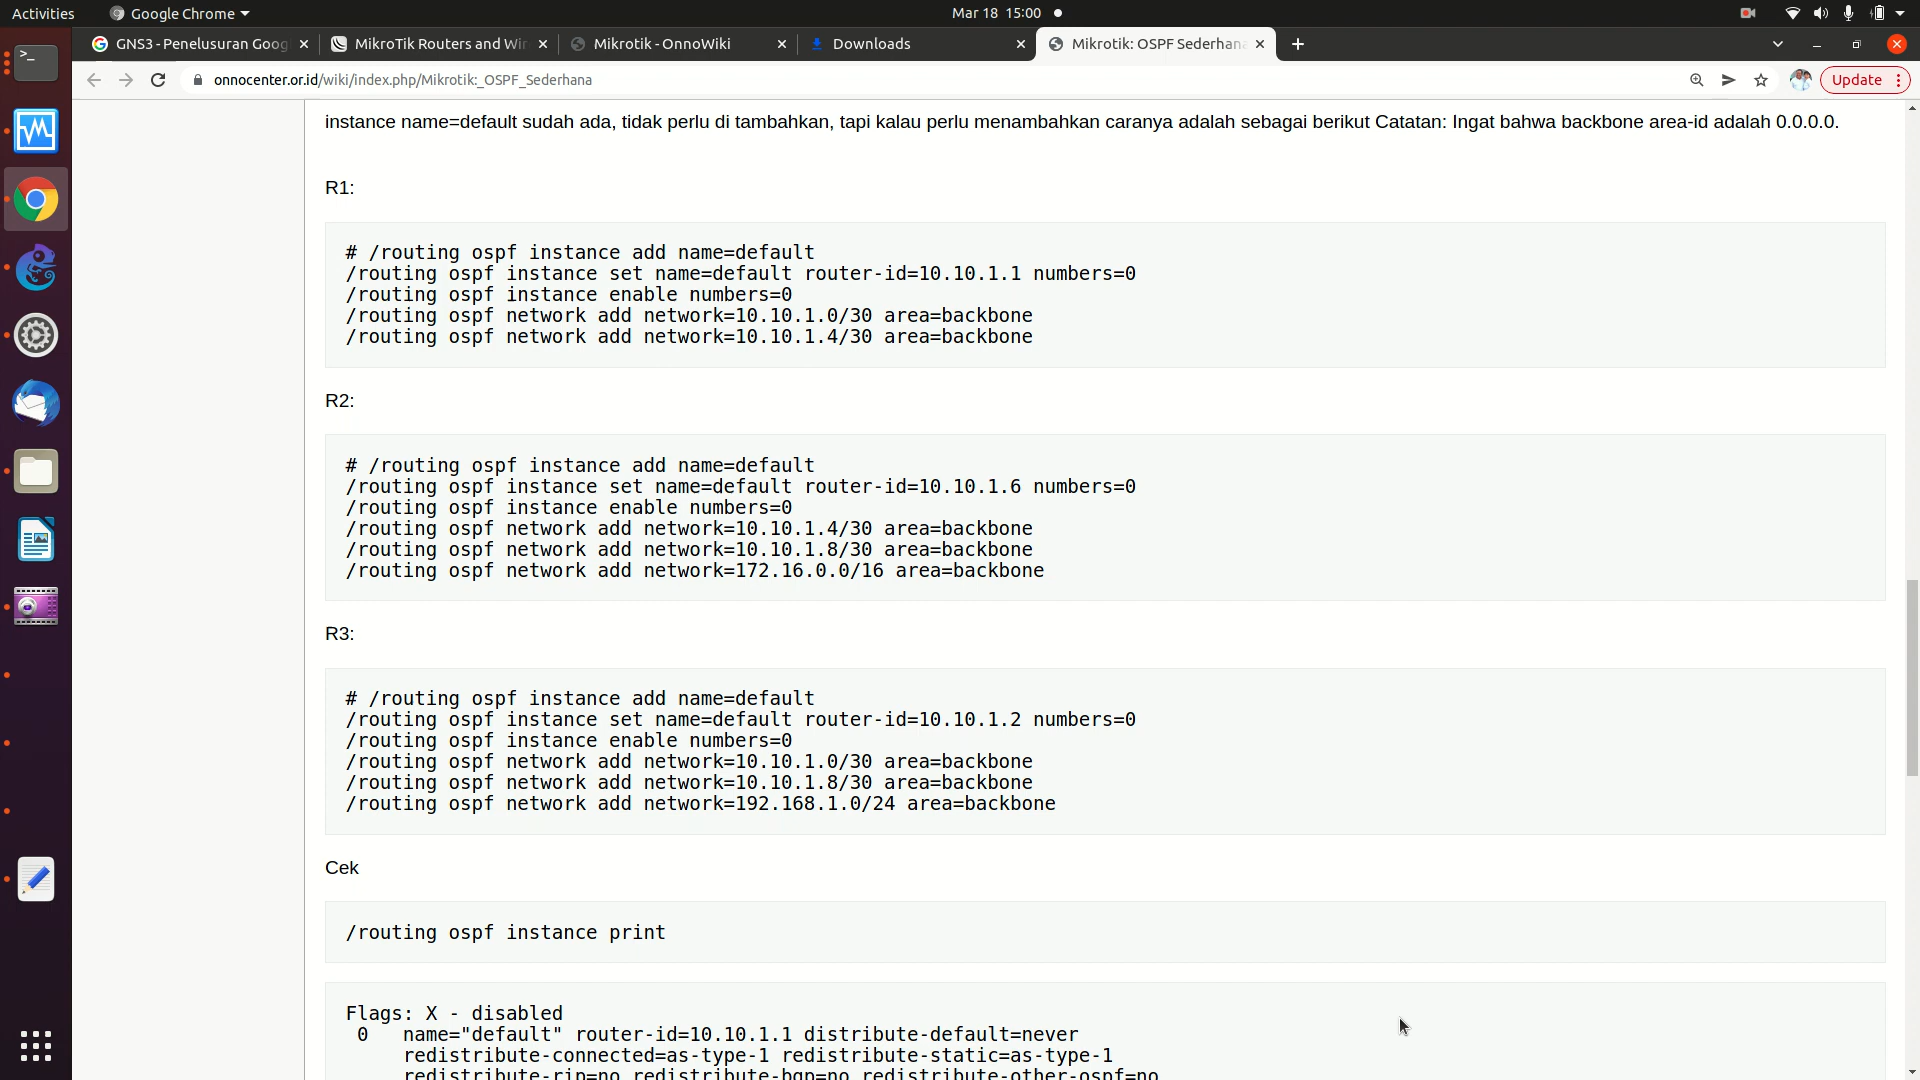 Activities
Google Chrome
Mar 18 15:00
GNS3 - Penelusuran Goog
MikroTik Routers and Wir
Mikrotik - OnnoWiki
Downloads
Mikrotik: OSPF Sederhana
onnocenter.or.id/wiki/index.php/Mikrotik:_OSPF_Sederhana
Update
instance name=default sudah ada, tidak perlu di tambahkan, tapi kalau perlu menambahkan caranya adalah sebagai berikut Catatan: Ingat bahwa backbone area-id adalah 0.0.0.0.
R1:
# /routing ospf instance add name=default
/routing ospf instance set name=default router-id=10.10.1.1 numbers=0
/routing ospf instance enable numbers=0
/routing ospf network add network=10.10.1.0/30 area=backbone
/routing ospf network add network=10.10.1.4/30 area=backbone
R2:
# /routing ospf instance add name=default
/routing ospf instance set name=default router-id=10.10.1.6 numbers=0
/routing ospf instance enable numbers=0
/routing ospf network add network=10.10.1.4/30 area=backbone
/routing ospf network add network=10.10.1.8/30 area=backbone
/routing ospf network add network=172.16.0.0/16 area=backbone
R3:
# /routing ospf instance add name=default
/routing ospf instance set name=default router-id=10.10.1.2 numbers=0
/routing ospf instance enable numbers=0
/routing ospf network add network=10.10.1.0/30 area=backbone
/routing ospf network add network=10.10.1.8/30 area=backbone
/routing ospf network add network=192.168.1.0/24 area=backbone
Cek
/routing ospf instance print
Flags: X - disabled
0 name="default" router-id=10.10.1.1 distribute-default=never
redistribute-connected=as-type-1 redistribute-static=as-type-1
redistribute-rip=no redistribute-bgp=no redistribute-other-ospf=no